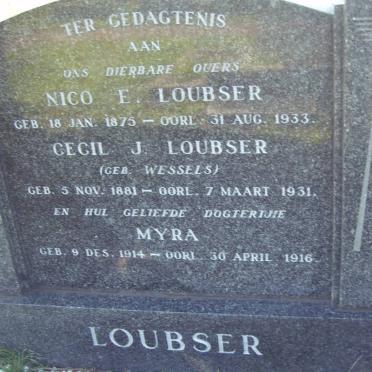 TER GEDAGTENIS
AAN
ONS DIERBARE OUERS
NICO E. LOUBSER
GEB. 18 JAN. 1875 — OORL. 31 AUG. 1933.
CECIL J. LOUBSER
(GEB. WESSELS)
GEB. 5 NOV. 1881 — OORL. 7 MAART 1931.
EN HUL GELIEFDE DOGTERTJIE
MYRA
GEB. 9 DES. 1914 — OORL. 30 APRIL 1916.
LOUBSER